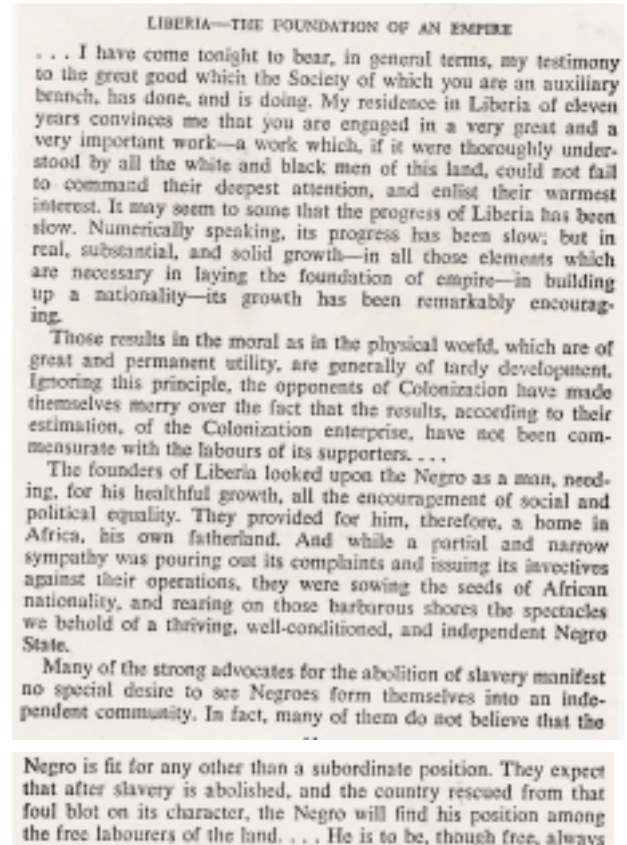 LIBERIA—THE FOUNDATION OF AN EMPIRE
. . . I have come tonight to bear, in general terms, my testimony
to the great good which the Society of which you are an auxiliary
branch, has done, and is doing. My residence in Liberia of eleven
years convinces me that you are engaged in a very great and a
very important work—a work which, if it were thoroughly under-
stood by all the white and black men of this land, could not fail
to command their deepest attention, and enlist their warmest
interest. It may seem to some that the progress of Liberia has been
slow. Numerically speaking, its progress has been slow; but in
real, substantial, and solid growth—in all those elements which
are necessary in laying the foundation of empire—in building
up a nationality—its growth has been remarkably encourag-
ing.
Those results in the moral as in the physical world, which are of
great and permanent utility, are generally of tardy development.
Ignoring this principle, the opponents of Colonization have made
themselves merry over the fact that the results, according to their
estimation, of the Colonization enterprise, have not been com-
mensurate with the labours of its supporters. . . .
The founders of Liberia looked upon the Negro as a man, need-
ing, for his healthful growth, all the encouragement of social and
political equality. They provided for him, therefore, a home in
Africa, his own fatherland. And while a partial and narrow
sympathy was pouring out its complaints and issuing its invectives
against their operations, they were sowing the seeds of African
nationality, and rearing on those barbarous shores the spectacles
we behold of a thriving, well-conditioned, and independent Negro
State.
Many of the strong advocates for the abolition of slavery manifest
no special desire to see Negroes form themselves into an inde-
pendent community. In fact, many of them do not believe that the
Negro is fit for any other than a subordinate position. They expect
that after slavery is abolished, and the country rescued from that
foul blot on its character, the Negro will find his position among
the free labourers of the land. . . . He is to be, though free, always